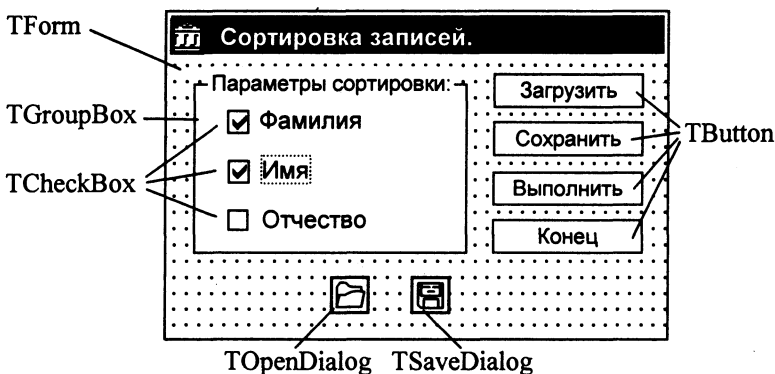 TForm
Сортировка записей.
Параметры сортировки:
Загрузить
TGroupBox
Фамилия
Сохранить
TButton
TCheckBox
Имя
Выполнить
Отчество
Конец
TOpenDialog
TSaveDialog